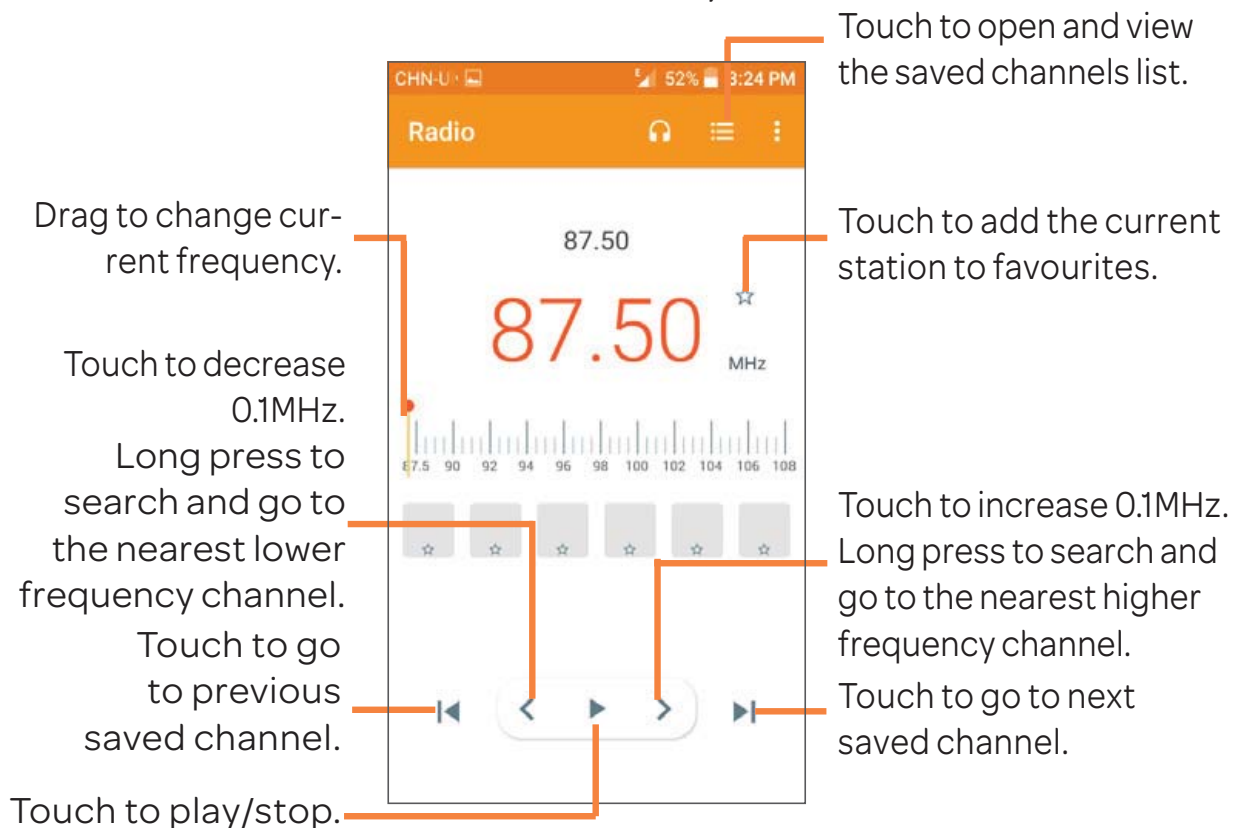 Touch to open and view
the saved channels list.
CHN-U 52% 3:24 PM
Radio
Drag to change cur-
rent frequency.
87.50
Touch to add the current
station to favourites.
87.50
MHz
Touch to decrease
0.1MHz.
Long press to
search and go to
the nearest lower
frequency channel.
87.5 90 92 94 96 98 100 102 104 106 108
Touch to increase 0.1MHz.
Long press to search and
go to the nearest higher
frequency channel.
Touch to go
to previous
saved channel.
Touch to go to next
saved channel.
Touch to play/stop.